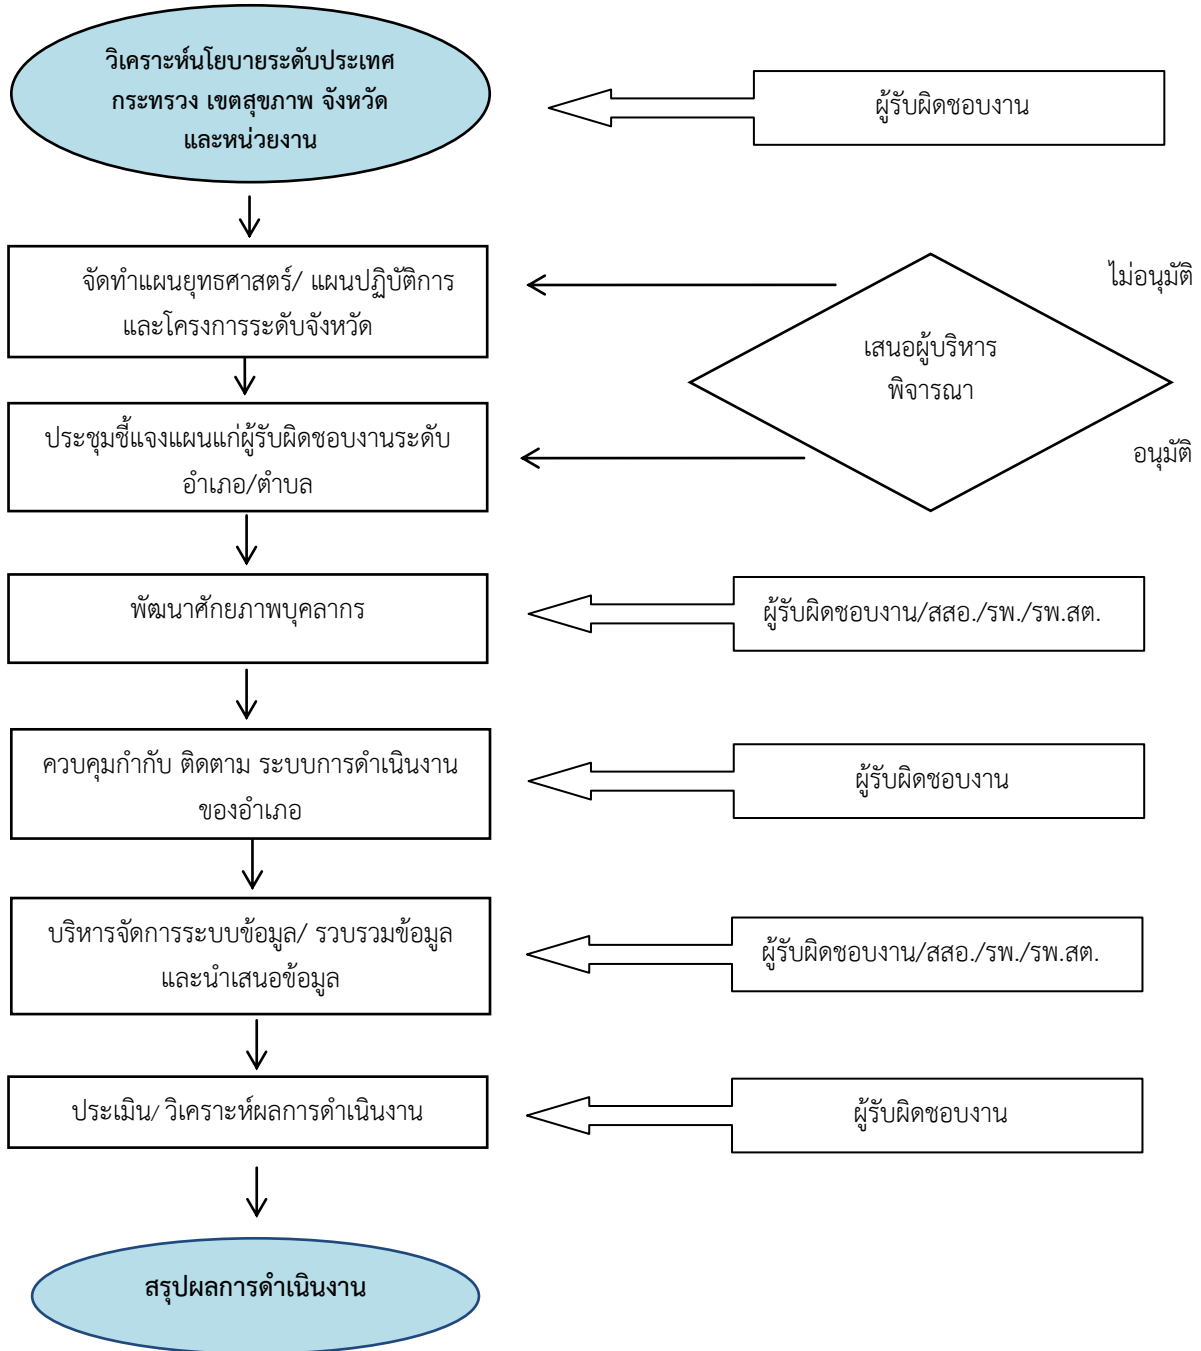 วิเคราะห์นโยบายระดับประเทศ
กระทรวง เขตสุขภาพ จังหวัด
และหน่วยงาน
ผู้รับผิดชอบงาน
จัดทำแผนยุทธศาสตร์/ แผนปฏิบัติการ
และโครงการระดับจังหวัด
ไม่อนุมัติ
เสนอผู้บริหาร
พิจารณา
อนุมัติ
ประชุมชี้แจงแผนแก่ผู้รับผิดชอบงานระดับ
อำเภอ/ตำบล
พัฒนาศักยภาพบุคลากร
ผู้รับผิดชอบงาน/สสอ./รพ./รพ.สต.
ควบคุมกำกับ ติดตาม ระบบการดำเนินงาน
ของอำเภอ
ผู้รับผิดชอบงาน
บริหารจัดการระบบข้อมูล/ รวบรวมข้อมูล
และนำเสนอข้อมูล
ผู้รับผิดชอบงาน/สสอ./รพ./รพ.สต.
ประเมิน/ วิเคราะห์ผลการดำเนินงาน
ผู้รับผิดชอบงาน
สรุปผลการดำเนินงาน